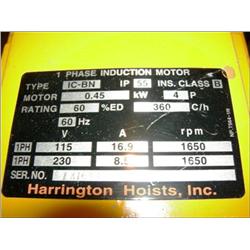 1 PHASE INDUCTION MOTOR
TYPE IC-BN IP 55 INS. CLASS B
MOTOR 0.45 kW 4 P
RATING 60 %ED 360 C/h
60 Hz
V A rpm
1PH 115 16.9 1650
1PH 230 8.5 1650
SER. NO.
Harrington Hoists, Inc.